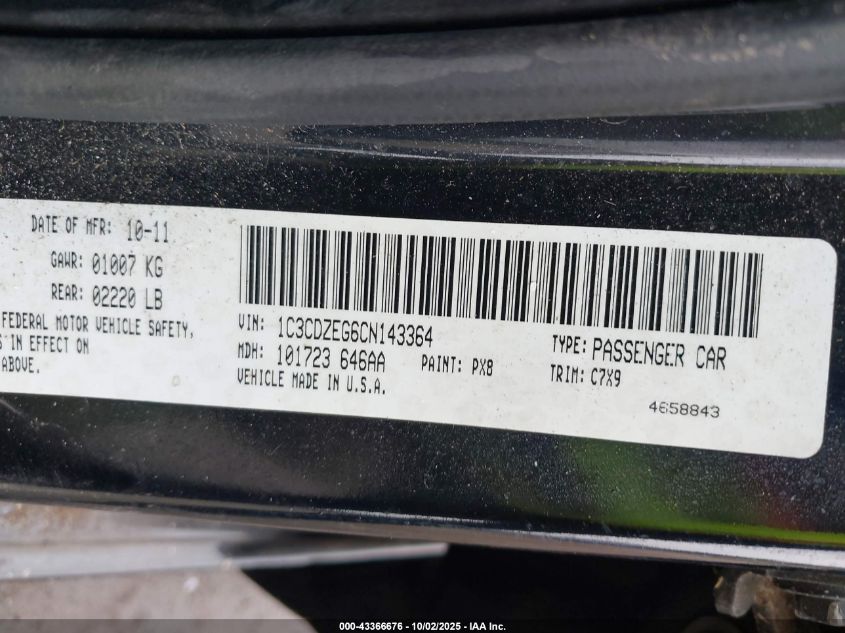 DATE OF MFR: 10-11
GAWR: 01007 KG
REAR: 02220 LB
FEDERAL MOTOR VEHICLE SAFETY,
IN EFFECT ON
ABOVE.
VIN: 1C3CDZEG6CN143364
MDH: 101723 646AA PAINT: PX8
VEHICLE MADE IN U.S.A.
TYPE: PASSENGER CAR
TRIM: C7X9
4658843
000-43366676 - 10/02/2025 - IAA Inc.